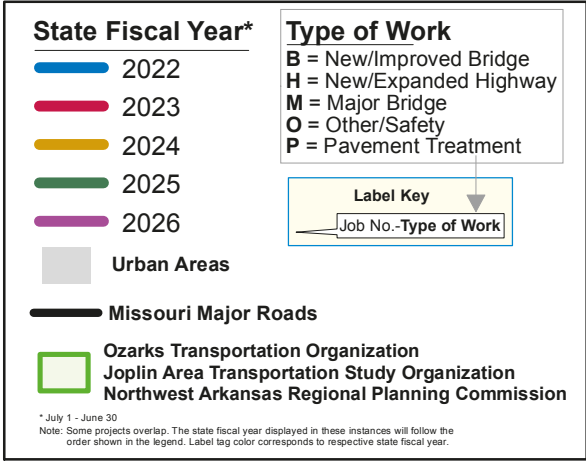 State Fiscal Year*
2022
2023
2024
2025
2026
Urban Areas
Missouri Major Roads
Ozarks Transportation Organization
Joplin Area Transportation Study Organization
Northwest Arkansas Regional Planning Commission
* July 1 - June 30
Note: Some projects overlap. The state fiscal year displayed in these instances will follow the
order shown in the legend. Label tag color corresponds to respective state fiscal year.
Type of Work
B = New/Improved Bridge
H = New/Expanded Highway
M = Major Bridge
O = Other/Safety
P = Pavement Treatment
Label Key
Job No.-Type of Work